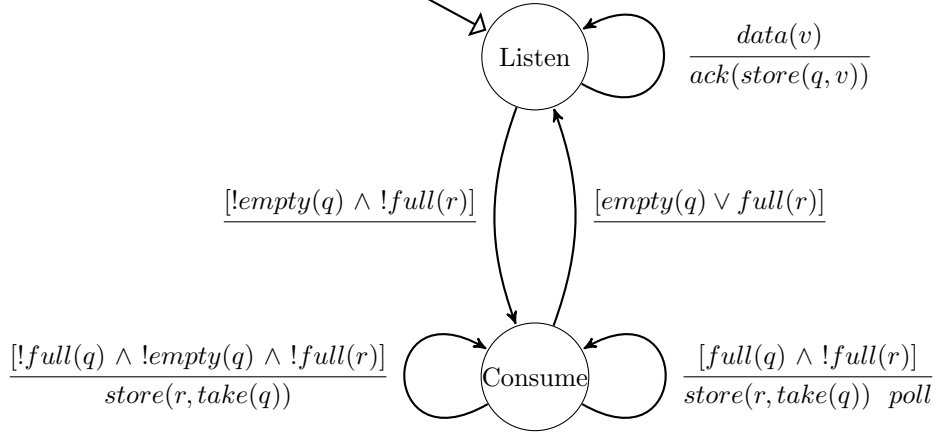 Listen
data(v)
ack(store(q, v))
[!empty(q) ∧ !full(r)]
[empty(q) ∨ full(r)]
[!full(q) ∧ !empty(q) ∧ !full(r)]
store(r, take(q))
Consume
[full(q) ∧ !full(r)]
store(r, take(q)) poll